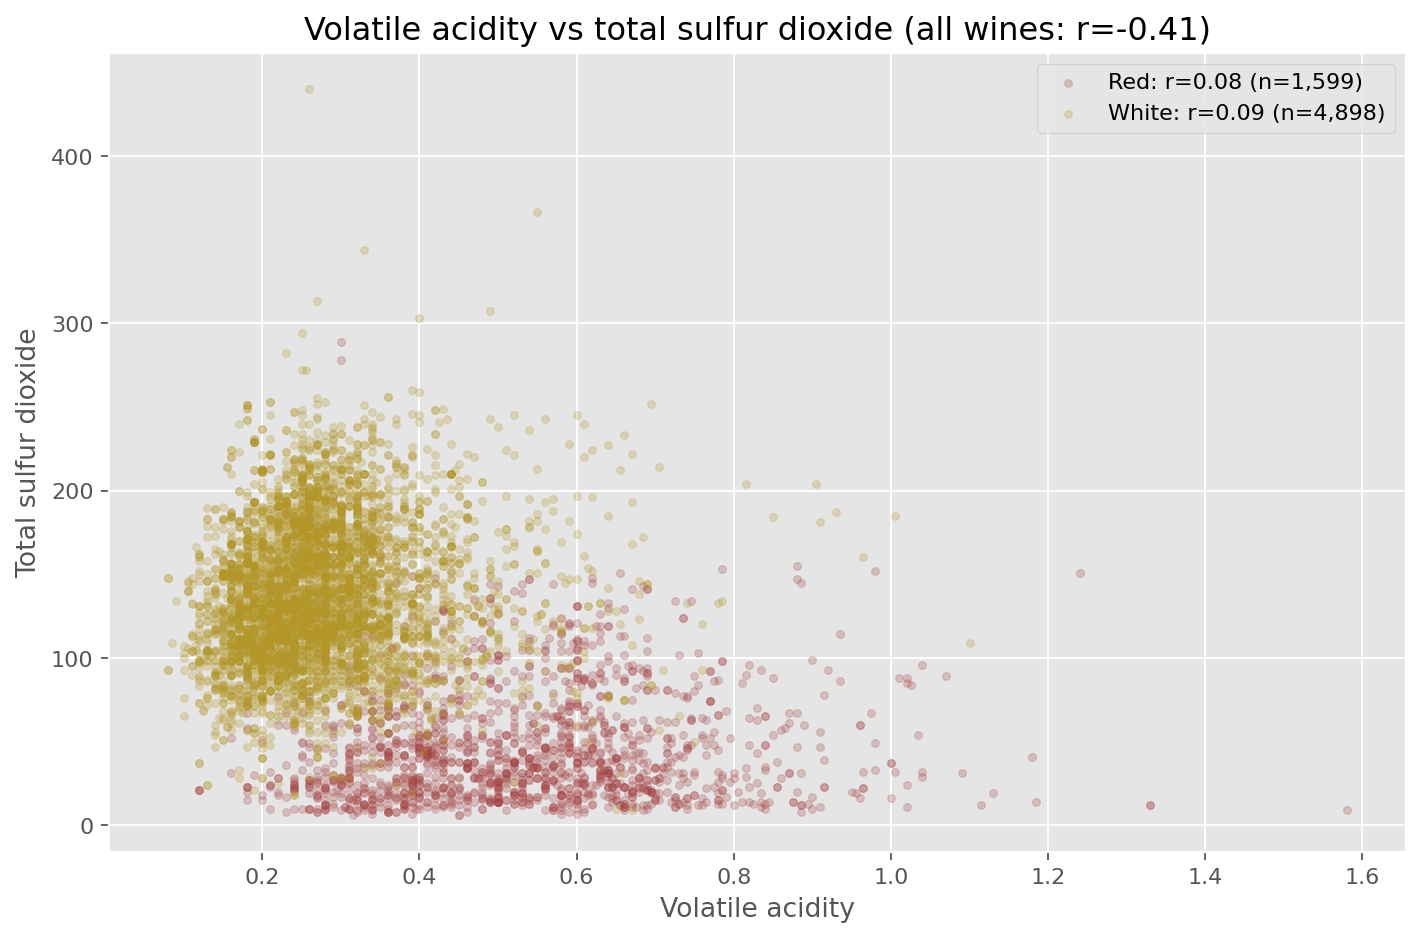 Volatile acidity vs total sulfur dioxide (all wines: r=-0.41)
Red: r=0.08 (n=1,599)
White: r=0.09 (n=4,898)
Total sulfur dioxide
400
300
200
100
0
0.2 0.4 0.6 0.8 1.0 1.2 1.4 1.6
Volatile acidity